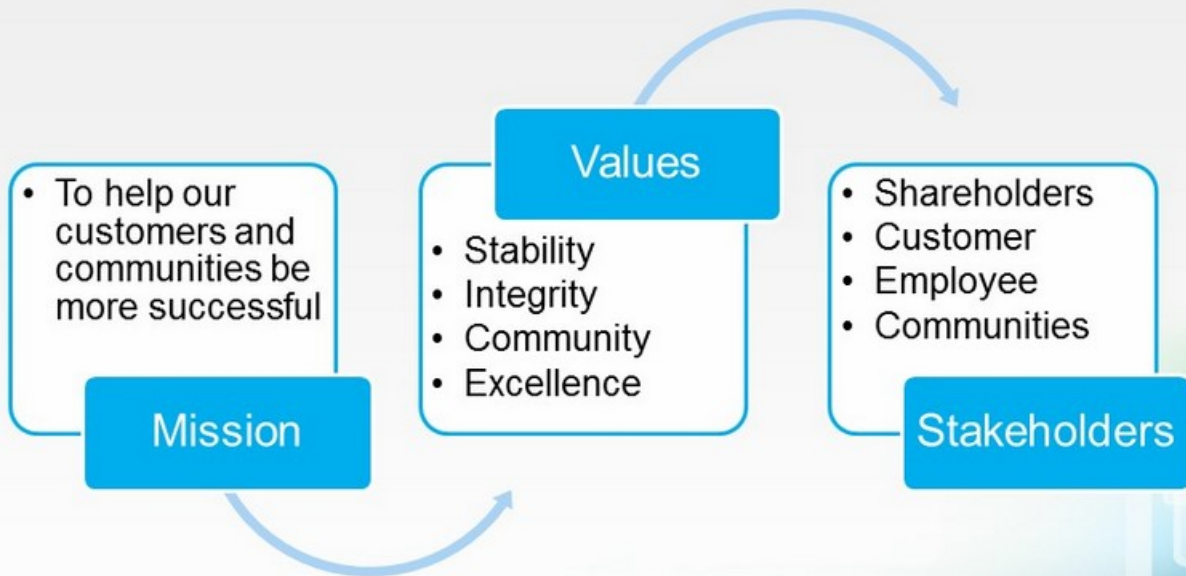 • To help our
customers and
communities be
more successful
Mission
Values
• Stability
• Integrity
• Community
• Excellence
• Shareholders
• Customer
• Employee
• Communities
Stakeholders